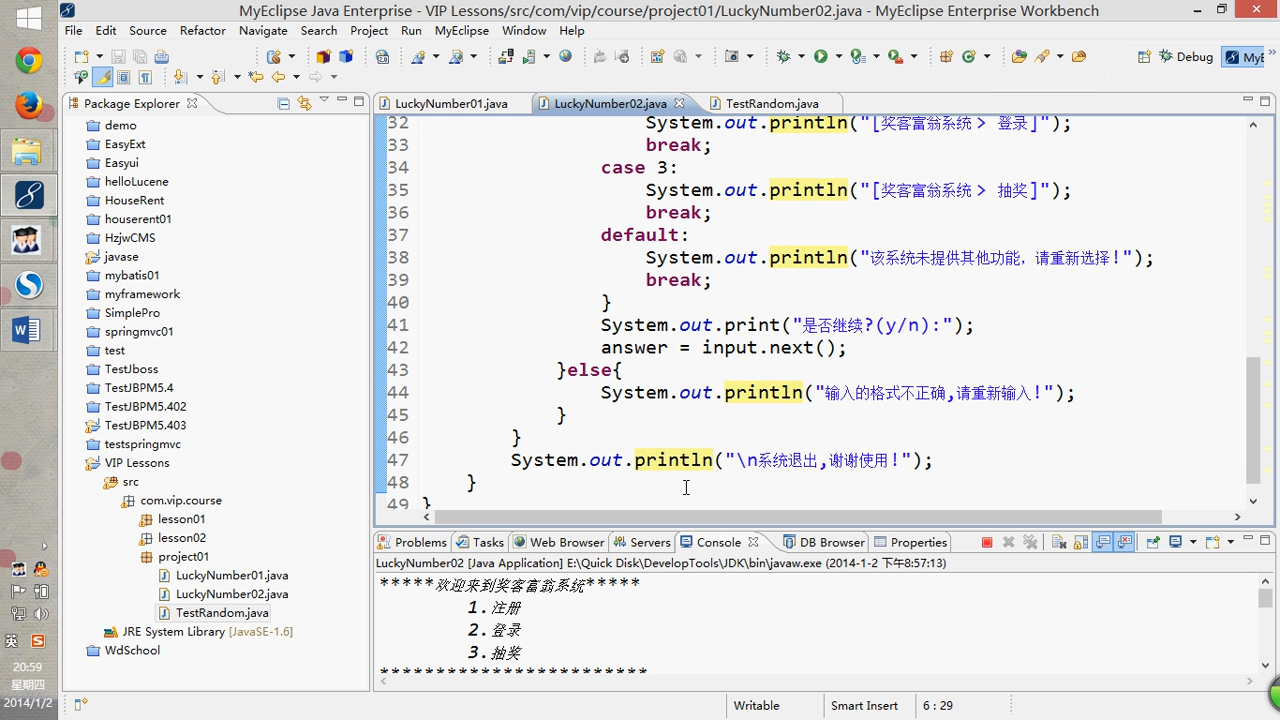 MyEclipse Java Enterprise - VIP Lessons/src/com/vip/course/project01/LuckyNumber02.java - MyEclipse Enterprise Workbench
File Edit Source Refactor Navigate Search Project Run MyEclipse Window Help
Debug MyE
Package Explorer
LuckyNumber01.java LuckyNumber02.java TestRandom.java
demo
EasyExt
Easyui
helloLucene
HouseRent
houserent01
HzjwCMS
javase
mybatis01
myframework
SimplePro
springmvc01
test
TestJboss
TestJBPM5.4
TestJBPM5.402
TestJBPM5.403
testspringmvc
VIP Lessons
src
com.vip.course
lesson01
lesson02
project01
LuckyNumber01.java
LuckyNumber02.java
TestRandom.java
JRE System Library [JavaSE-1.6]
WdSchool
32 System.out.println("[奖客富翁系统 > 登录]");
33 break;
34 case 3:
35 System.out.println("[奖客富翁系统 > 抽奖]");
36 break;
37 default:
38 System.out.println("该系统未提供其他功能，请重新选择!");
39 break;
40 }
41 System.out.print("是否继续?(y/n):");
42 answer = input.next();
43 }else{
44 System.out.println("输入的格式不正确,请重新输入!");
45 }
46 }
47 System.out.println("\n系统退出,谢谢使用!");
48 }
49 }
Problems Tasks Web Browser Servers Console DB Browser Properties
LuckyNumber02 [Java Application] E:\Quick Disk\DevelopTools\JDK\bin\javaw.exe (2014-1-2 下午8:57:13)
*****欢迎来到奖客富翁系统*****
1.注册
2.登录
3.抽奖
************************
英
20:59
星期四
2014/1/2
Writable Smart Insert 6 : 29